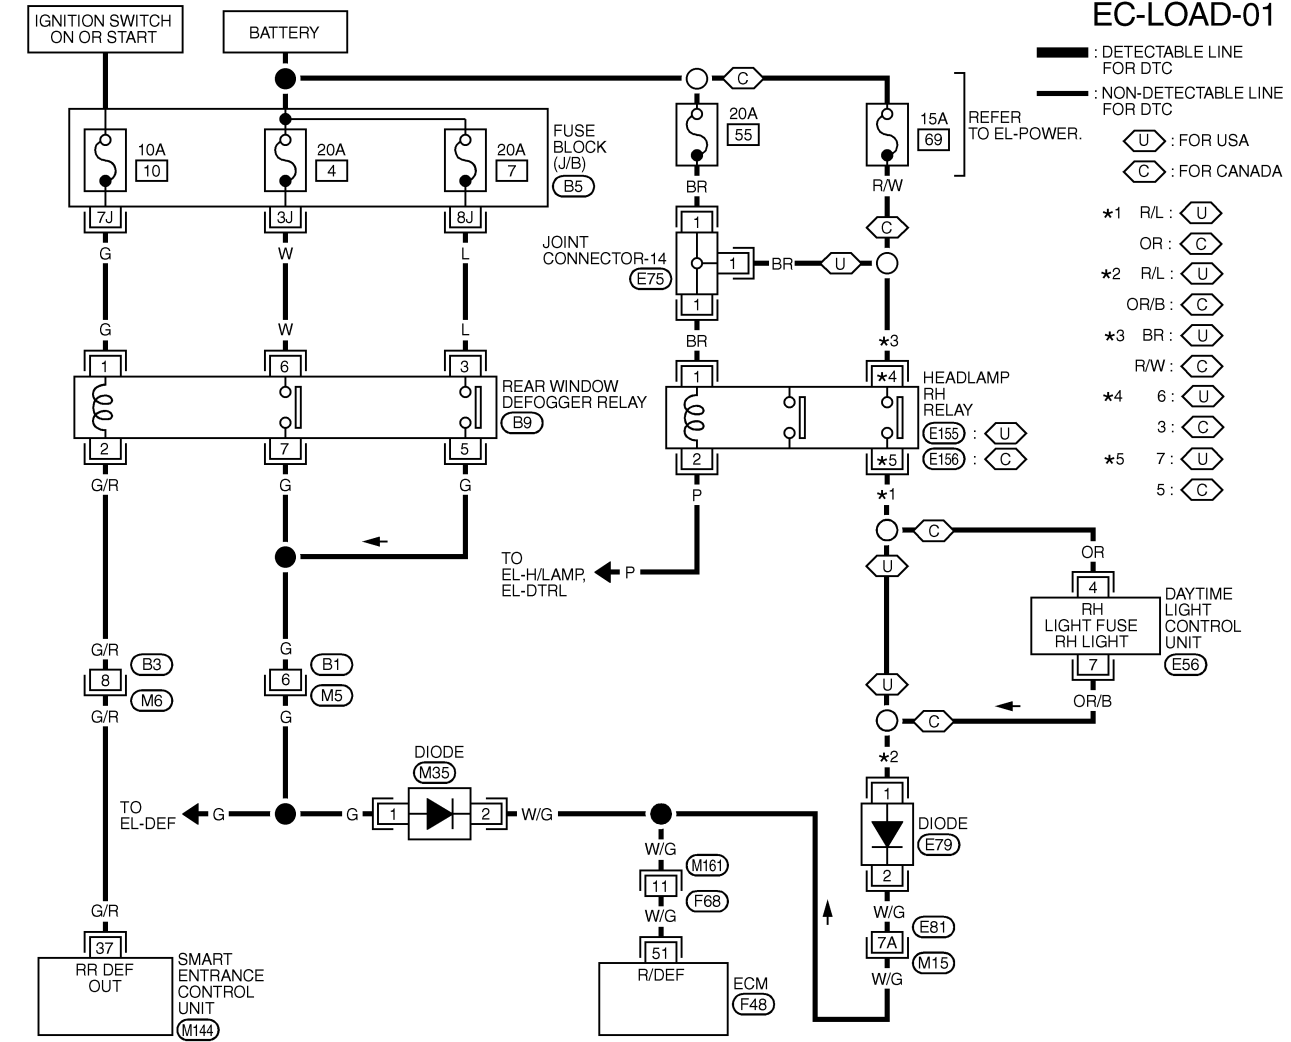 EC-LOAD-01
IGNITION SWITCH
ON OR START
BATTERY
: DETECTABLE LINE
FOR DTC
: NON-DETECTABLE LINE
FOR DTC
U : FOR USA
C : FOR CANADA
*1 R/L : U
OR : C
*2 R/L : U
OR/B : C
*3 BR : U
R/W : C
*4 6 : U
3 : C
*5 7 : U
5 : C
C
10A
10
20A
4
20A
7
FUSE
BLOCK
(J/B)
B5
20A
55
15A
69
REFER
TO EL-POWER.
BR
R/W
7J
3J
8J
G
W
L
1
C
JOINT
CONNECTOR-14
E75
1
BR
U
1
G
W
L
BR
*3
1
6
3
1
*4
REAR WINDOW
DEFOGGER RELAY
B9
HEADLAMP
RH
RELAY
E155 : U
E156 : C
2
7
5
2
*5
G/R
G
G
P
*1
C
OR
U
TO
EL-H/LAMP,
EL-DTRL
P
4
RH
LIGHT FUSE
RH LIGHT
7
DAYTIME
LIGHT
CONTROL
UNIT
E56
OR/B
G/R
G
B3
8
M6
B1
6
M5
G/R
G
U
C
*2
DIODE
M35
TO
EL-DEF
G
G
1
2
W/G
1
DIODE
E79
2
W/G
W/G
M161
11
F68
W/G
E81
7A
M15
W/G
G/R
37
RR DEF
OUT
SMART
ENTRANCE
CONTROL
UNIT
M144
51
R/DEF
ECM
F48